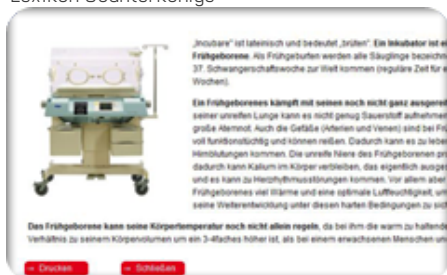 Lexikon Counterkönige
„Incubare" ist lateinisch und bedeutet „brüten". Ein Inkubator ist ei
Frühgeborene. Als Frühgeburten werden alle Säuglinge bezeichn
37. Schwangerschaftswoche zur Welt kommen (reguläre Zeit für e
Wochen).
Ein Frühgeborenes kämpft mit seinen noch nicht ganz ausgere
seiner unreifen Lunge kann es nicht genug Sauerstoff aufnehmer
große Atemnot. Auch die Gefäße (Arterien und Venen) sind bei Frü
voll funktionstüchtig und können reißen. Dadurch kann es zu leber
Hirnblutungen kommen. Die unreife Niere des Frühgeborenen pro
dadurch kann Kalium im Körper verbleiben, das eigentlich ausges
und es kann zu Herzrhythmusstörungen kommen. Vor allem aber
Frühgeborenes viel Wärme und eine optimale Luftfeuchtigkeit, um
seine Weiterentwicklung unter diesen harten Bedingungen zu sich
Das Frühgeborene kann seine Körpertemperatur noch nicht allein regeln, da bei ihm die warm zu haltende
Verhältnis zu seinem Körpervolumen um ein 3-4faches höher ist, als bei einem erwachsenen Menschen un
→ Drucken → Schließen